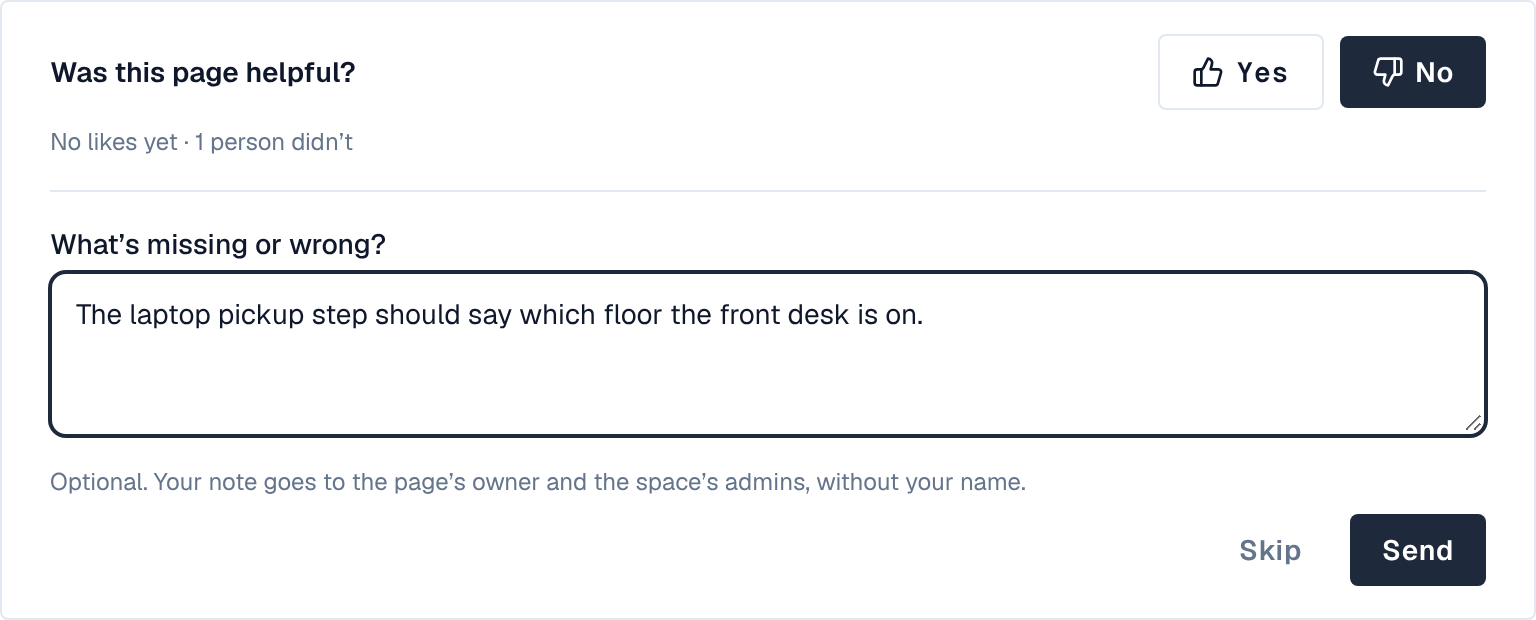 Was this page helpful?
Yes
No
No likes yet · 1 person didn’t
What’s missing or wrong?
The laptop pickup step should say which floor the front desk is on.
Optional. Your note goes to the page’s owner and the space’s admins, without your name.
Skip
Send